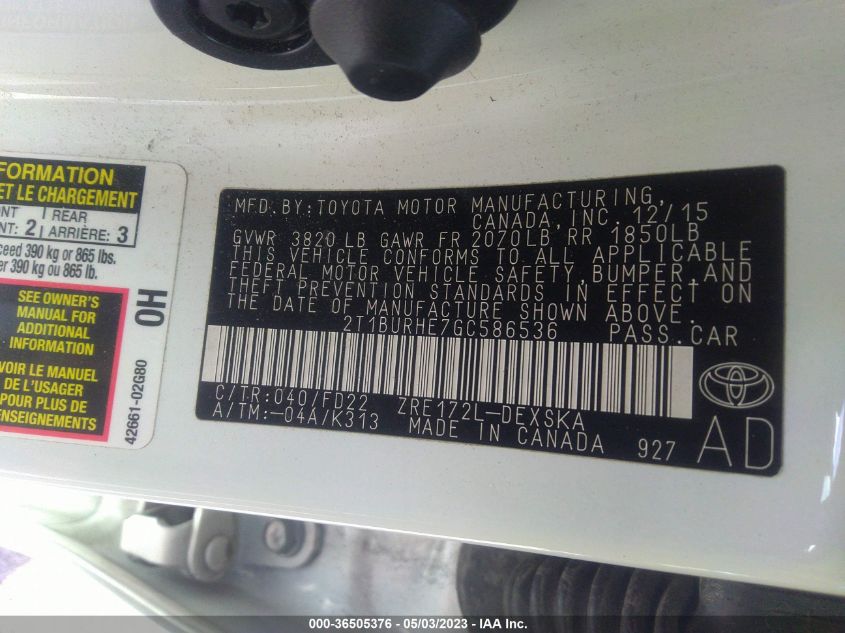 FORMATION
ET LE CHARGEMENT
REAR
2 ARRIÈRE: 3
390 kg or 865 lbs.
390 kg ou 865 lb.
SEE OWNER'S
MANUAL FOR
ADDITIONAL
INFORMATION
VOIR LE MANUEL
DE L'USAGER
POUR PLUS DE
ENSEIGNEMENTS
0H
42661-02G80
MFD.BY:TOYOTA MOTOR MANUFACTURING,
CANADA,INC. 12/15
GVWR 3820 LB GAWR FR 2070LB RR 1850LB
THIS VEHICLE CONFORMS TO ALL APPLICABLE
FEDERAL MOTOR VEHICLE SAFETY,BUMPER,AND
THEFT PREVENTION STANDARDS IN EFFECT ON
THE DATE OF MANUFACTURE SHOWN ABOVE.
2T1BURHE7GC586536 PASS.CAR
C/TR:040/FD22 ZRE172L-DEXSKA
A/TM:-04A/K313 MADE IN CANADA 927
AD
000-36505376 - 05/03/2023 - IAA Inc.